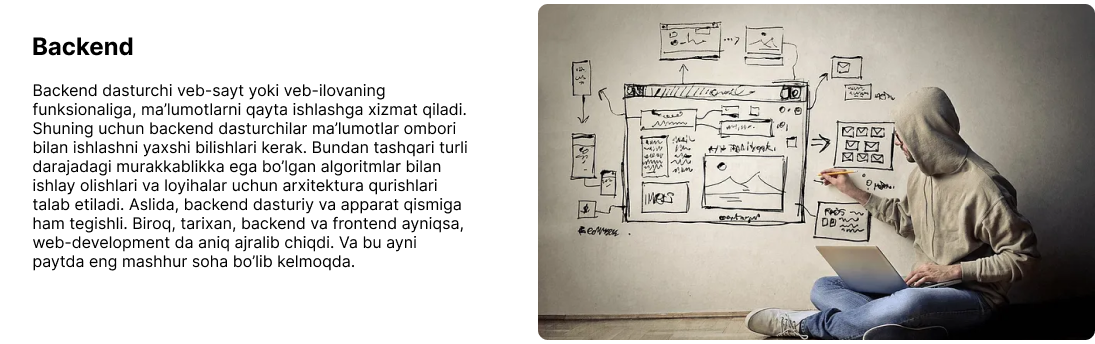 Backend
Backend dasturchi veb-sayt yoki veb-ilovaning
funksionaliga, ma’lumotlarni qayta ishlashga xizmat qiladi.
Shuning uchun backend dasturchilar ma’lumotlar ombori
bilan ishlashni yaxshi bilishlari kerak. Bundan tashqari turli
darajadagi murakkablikka ega bo’lgan algoritmlar bilan
ishlay olishlari va loyihalar uchun arxitektura qurishlari
talab etiladi. Aslida, backend dasturiy va apparat qismiga
ham tegishli. Biroq, tarixan, backend va frontend ayniqsa,
web-development da aniq ajralib chiqdi. Va bu ayni
paytda eng mashhur soha bo’lib kelmoqda.